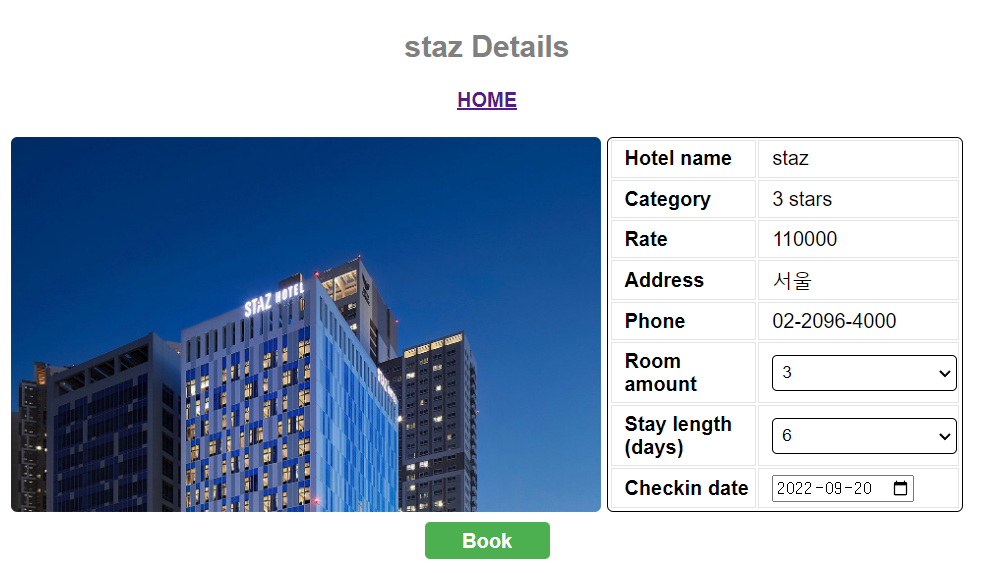 staz Details
HOME
STAZ HOTEL
Hotel name staz
Category 3 stars
Rate 110000
Address 서울
Phone 02-2096-4000
Room
amount 3
Stay length
(days) 6
Checkin date 2022-09-20
Book